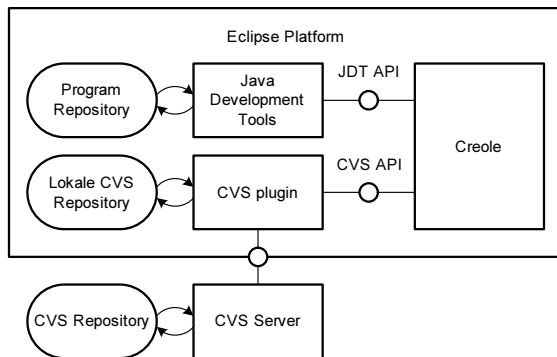 Eclipse Platform
Program
Repository
Java
Development
Tools
JDT API
Creole
Lokale CVS
Repository
CVS plugin
CVS API
CVS Repository
CVS Server